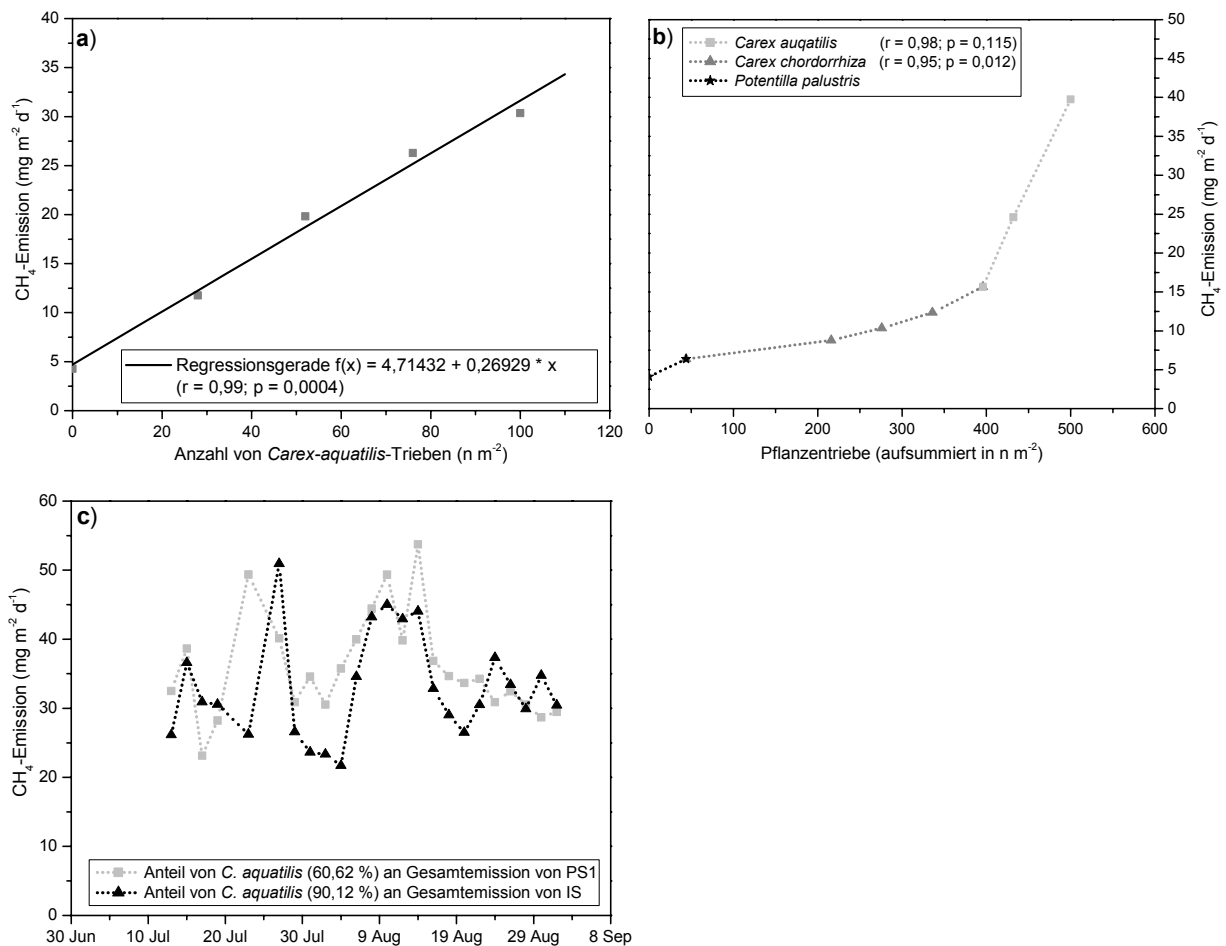 a)
CH₄-Emission (mg m⁻² d⁻¹)
40
35
30
25
20
15
10
5
0
Regressionsgerade f(x) = 4,71432 + 0,26929 * x
(r = 0,99; p = 0,0004)
0 20 40 60 80 100 120
Anzahl von Carex-aquatilis-Trieben (n m⁻²)
b)
Carex auqatilis (r = 0,98; p = 0,115)
Carex chordorrhiza (r = 0,95; p = 0,012)
Potentilla palustris
50
45
40
35
30
25
20
15
10
5
0
CH₄-Emission (mg m⁻² d⁻¹)
0 100 200 300 400 500 600
Pflanzentriebe (aufsummiert in n m⁻²)
c)
CH₄-Emission (mg m⁻² d⁻¹)
60
50
40
30
20
10
0
Anteil von C. aquatilis (60,62 %) an Gesamtemission von PS1
Anteil von C. aquatilis (90,12 %) an Gesamtemission von IS
30 Jun 10 Jul 20 Jul 30 Jul 9 Aug 19 Aug 29 Aug 8 Sep